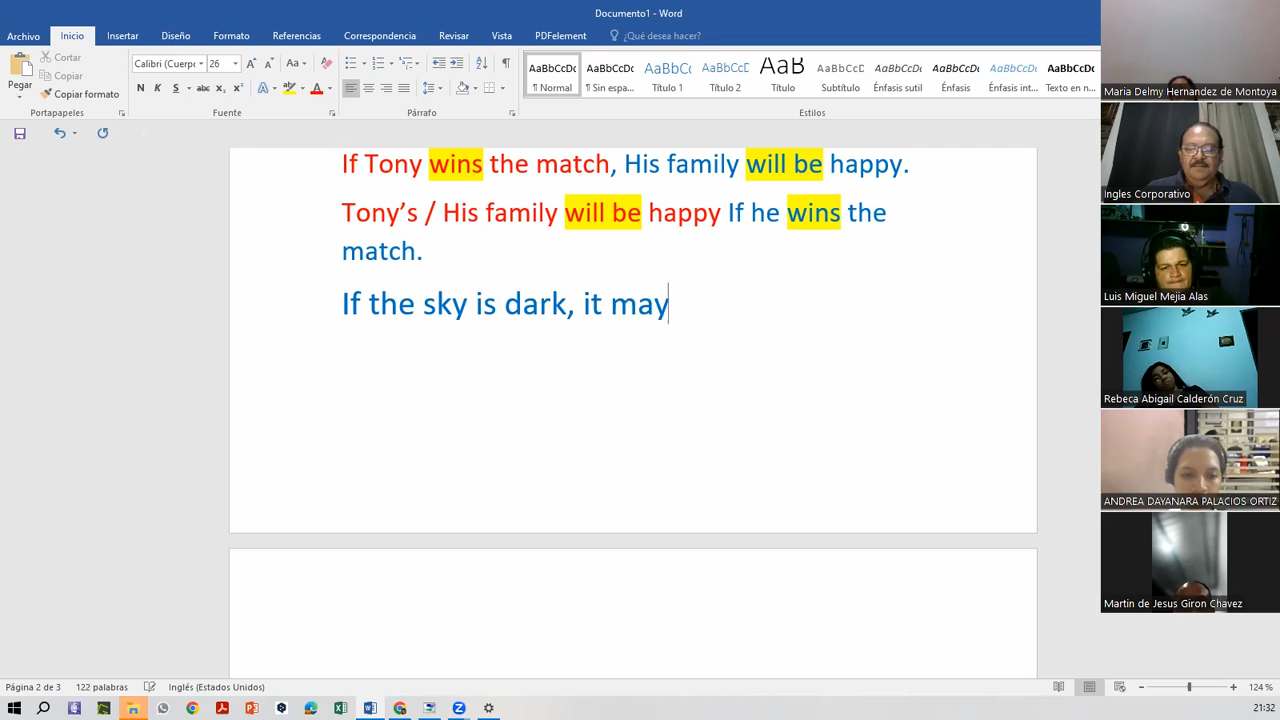 Documento1 - Word
Archivo Inicio Insertar Diseño Formato Referencias Correspondencia Revisar Vista PDFelement ¿Qué desea hacer?
Pegar
Cortar
Copiar
Copiar formato
Calibri (Cuerp 26
N K S abc x₂ x²
Aa
AaBbCcDc AaBbCcDc AaBbCc AaBbCcD AaB AaBbCcD AaBbCcDc AaBbCcDc AaBbCcDc AaBbCcDc
¶ Normal ¶ Sin espa... Título 1 Título 2 Título Subtítulo Énfasis sutil Énfasis Énfasis int... Texto en n...
Portapapeles Fuente Párrafo Estilos
If Tony wins the match, His family will be happy.
Tony’s / His family will be happy If he wins the
match.
If the sky is dark, it may
Maria Delmy Hernandez de Montoya
Ingles Corporativo
Luis Miguel Mejia Alas
Rebeca Abigail Calderón Cruz
ANDREA DAYANARA PALACIOS ORTIZ
Martin de Jesus Giron Chavez
Página 2 de 3 122 palabras Inglés (Estados Unidos) 124 %
21:32